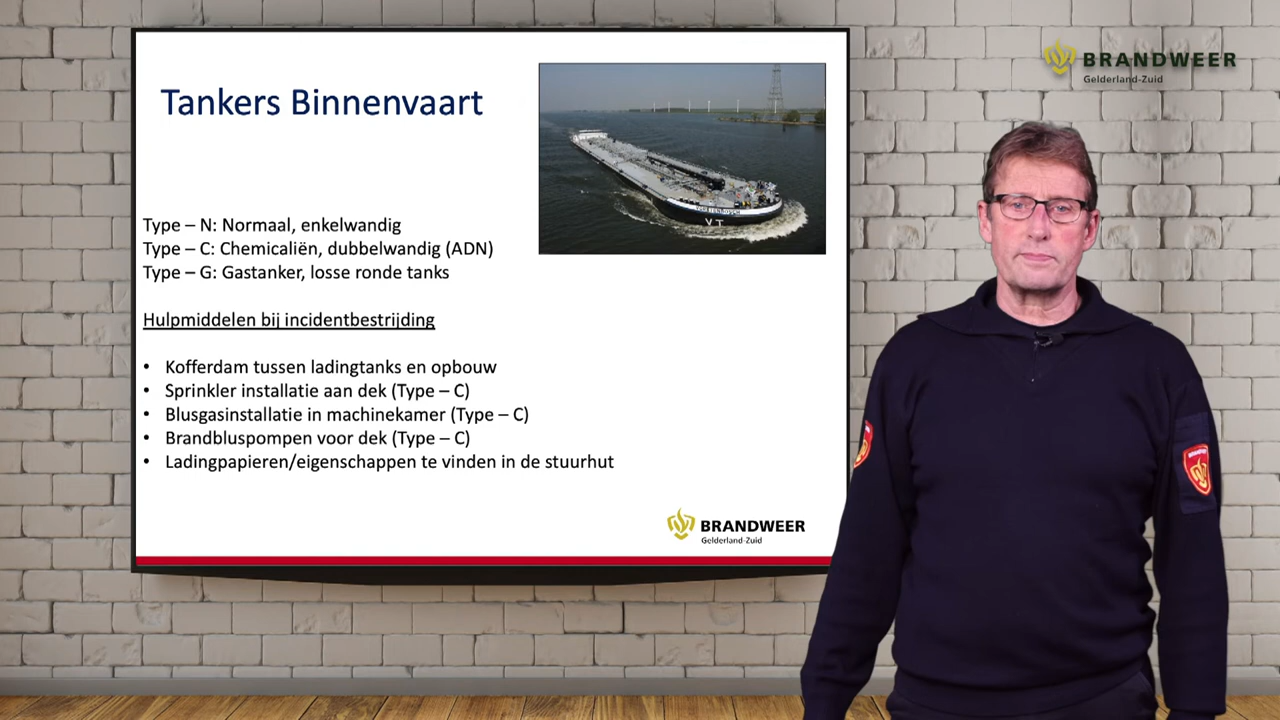 Tankers Binnenvaart
Type – N: Normaal, enkelwandig
Type – C: Chemicaliën, dubbelwandig (ADN)
Type – G: Gastanker, losse ronde tanks
Hulpmiddelen bij incidentbestrijding
• Kofferdam tussen ladingtanks en opbouw
• Sprinkler installatie aan dek (Type – C)
• Blusgasinstallatie in machinekamer (Type – C)
• Brandbluspompen voor dek (Type – C)
• Ladingpapieren/eigenschappen te vinden in de stuurhut
BRANDWEER
Gelderland-Zuid
BRANDWEER
Gelderland-Zuid